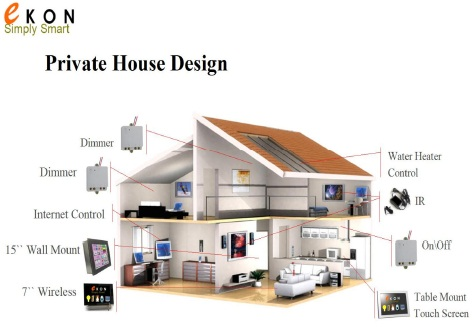 eKON
Simply Smart
Private House Design
Dimmer
Dimmer
Internet Control
15`` Wall Mount
7`` Wireless
Water Heater
Control
IR
On\Off
Table Mount
Touch Screen